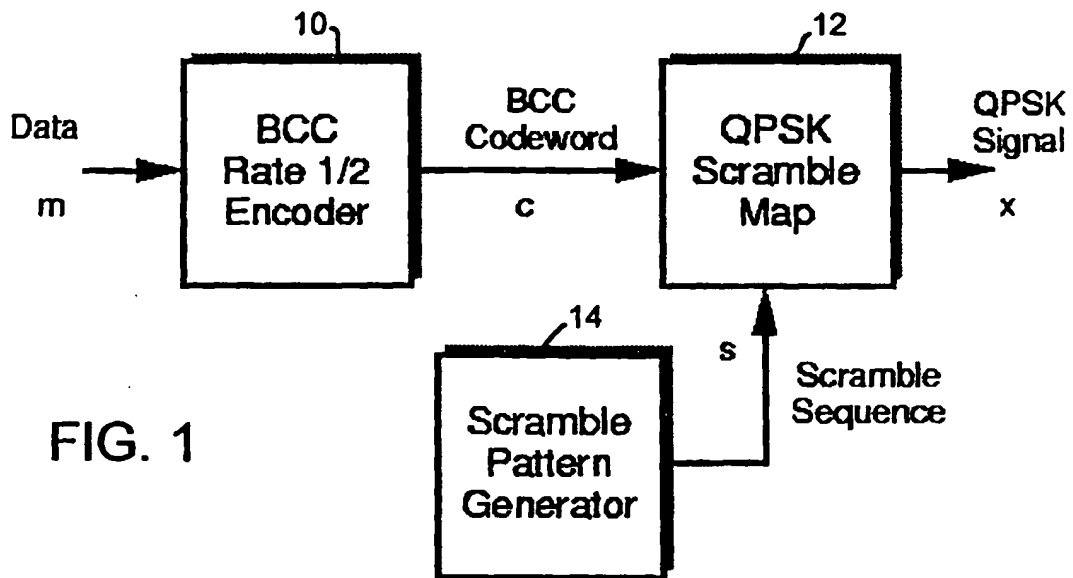 10
12
Data
m
BCC
Rate 1/2
Encoder
BCC
Codeword
c
QPSK
Scramble
Map
QPSK
Signal
x
14
s
Scramble
Pattern
Generator
Scramble
Sequence
FIG. 1